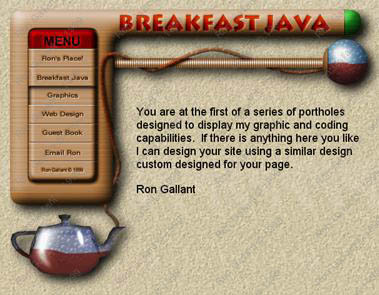 BREAKFAST JAVA
MENU
Ron's Place!
Breakfast Java
Graphics
Web Design
Guest Book
Email Ron
Ron Gallant © 1999
You are at the first of a series of portholes
designed to display my graphic and coding
capabilities. If there is anything here you like
I can design your site using a similar design
custom designed for your page.
Ron Gallant